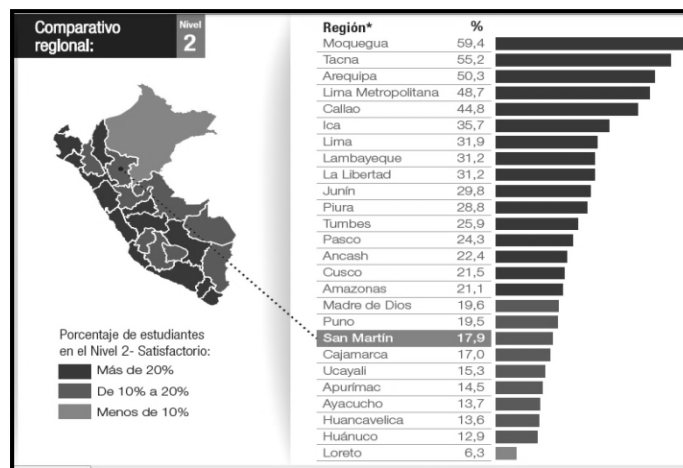 Comparativo
regional:
Nivel
2
Región* %
Moquegua 59,4
Tacna 55,2
Arequipa 50,3
Lima Metropolitana 48,7
Callao 44,8
Ica 35,7
Lima 31,9
Lambayeque 31,2
La Libertad 31,2
Junín 29,8
Piura 28,8
Tumbes 25,9
Pasco 24,3
Ancash 22,4
Cusco 21,5
Amazonas 21,1
Madre de Dios 19,6
Puno 19,5
San Martín 17,9
Cajamarca 17,0
Ucayali 15,3
Apurímac 14,5
Ayacucho 13,7
Huancavelica 13,6
Huánuco 12,9
Loreto 6,3
Porcentaje de estudiantes
en el Nivel 2- Satisfactorio:
Más de 20%
De 10% a 20%
Menos de 10%